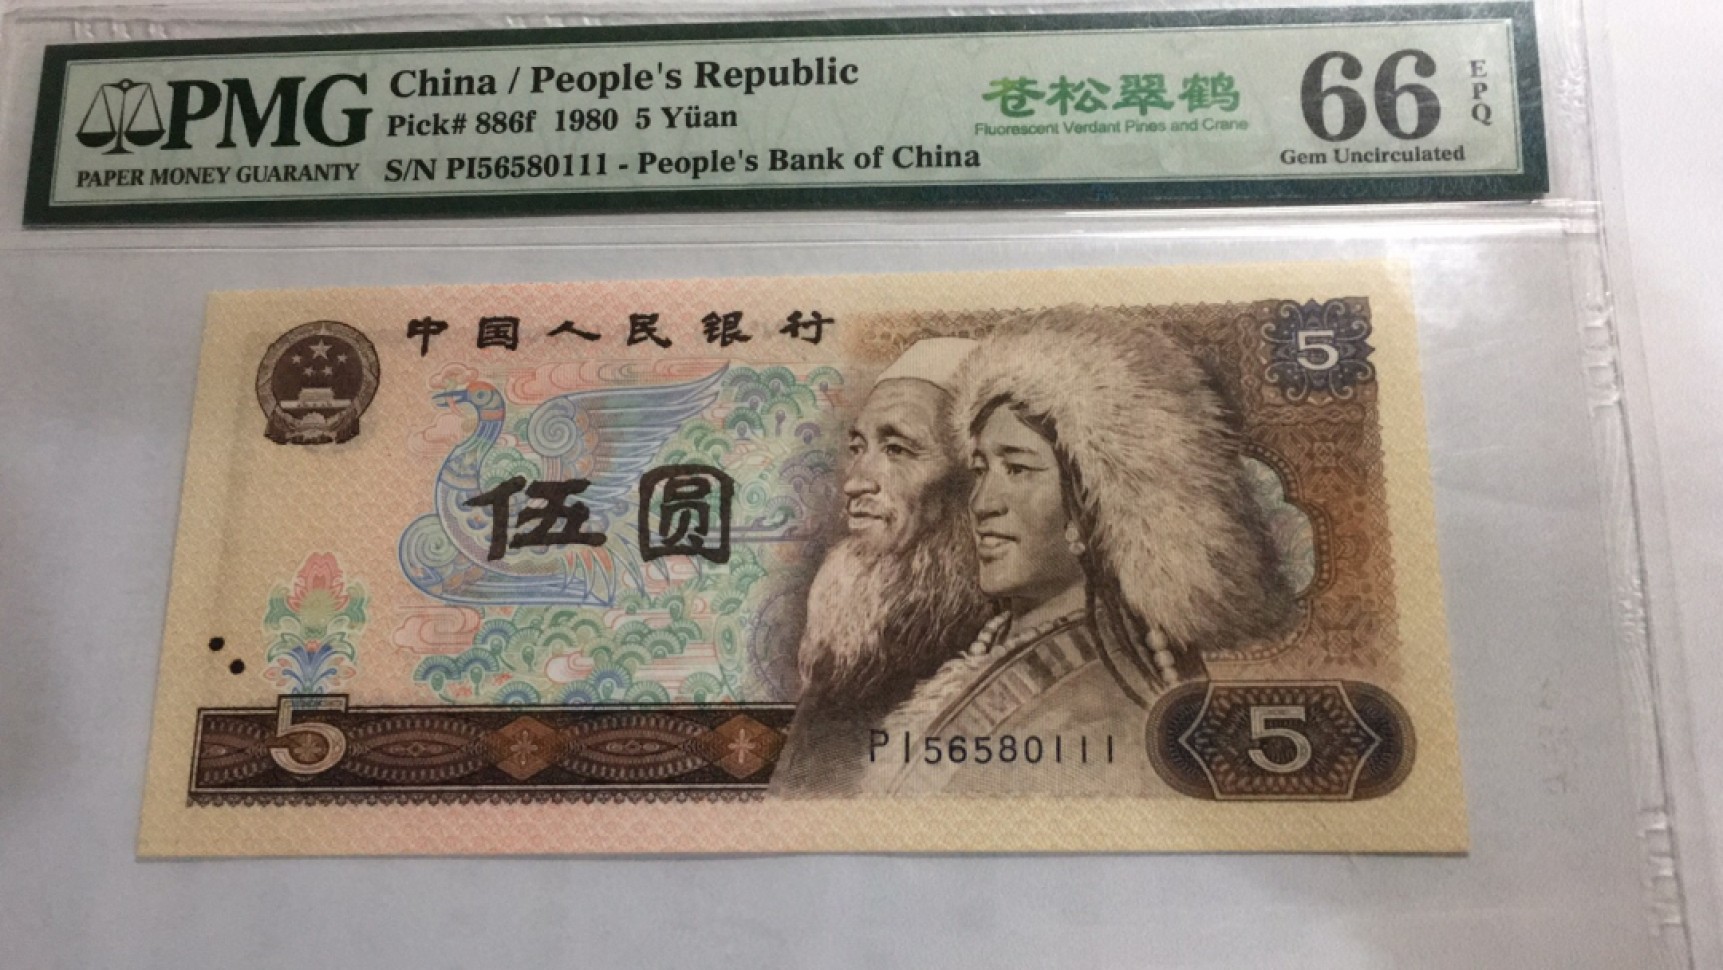 PMG
PAPER MONEY GUARANTY
China / People's Republic
Pick# 886f 1980 5 Yüan
S/N PI56580111 - People's Bank of China
苍松翠鹤
Fluorescent Verdant Pines and Crane
66
EPQ
Gem Uncirculated
中国人民银行
5
伍圆
5
PI56580111
5